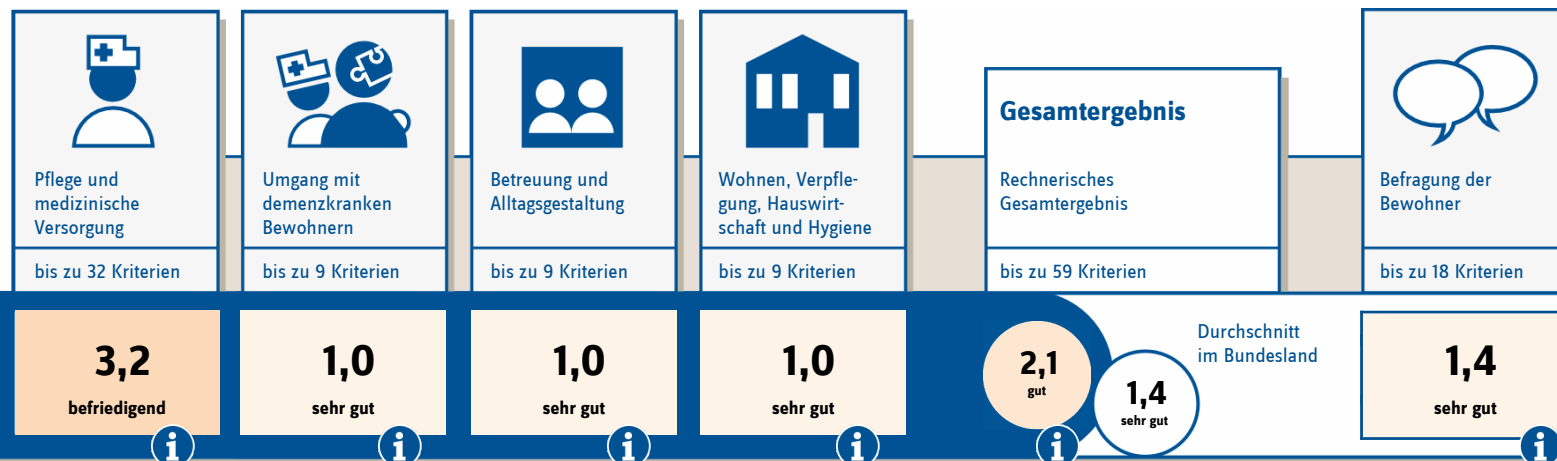 Pflege und
medizinische
Versorgung
bis zu 32 Kriterien
3,2
befriedigend
i
Umgang mit
demenzkranken
Bewohnern
bis zu 9 Kriterien
1,0
sehr gut
i
Betreuung und
Alltagsgestaltung
bis zu 9 Kriterien
1,0
sehr gut
i
Wohnen, Verpfle-
gung, Hauswirt-
schaft und Hygiene
bis zu 9 Kriterien
1,0
sehr gut
i
Gesamtergebnis
Rechnerisches
Gesamtergebnis
bis zu 59 Kriterien
2,1
gut
i
Durchschnitt
im Bundesland
1,4
sehr gut
Befragung der
Bewohner
bis zu 18 Kriterien
1,4
sehr gut
i